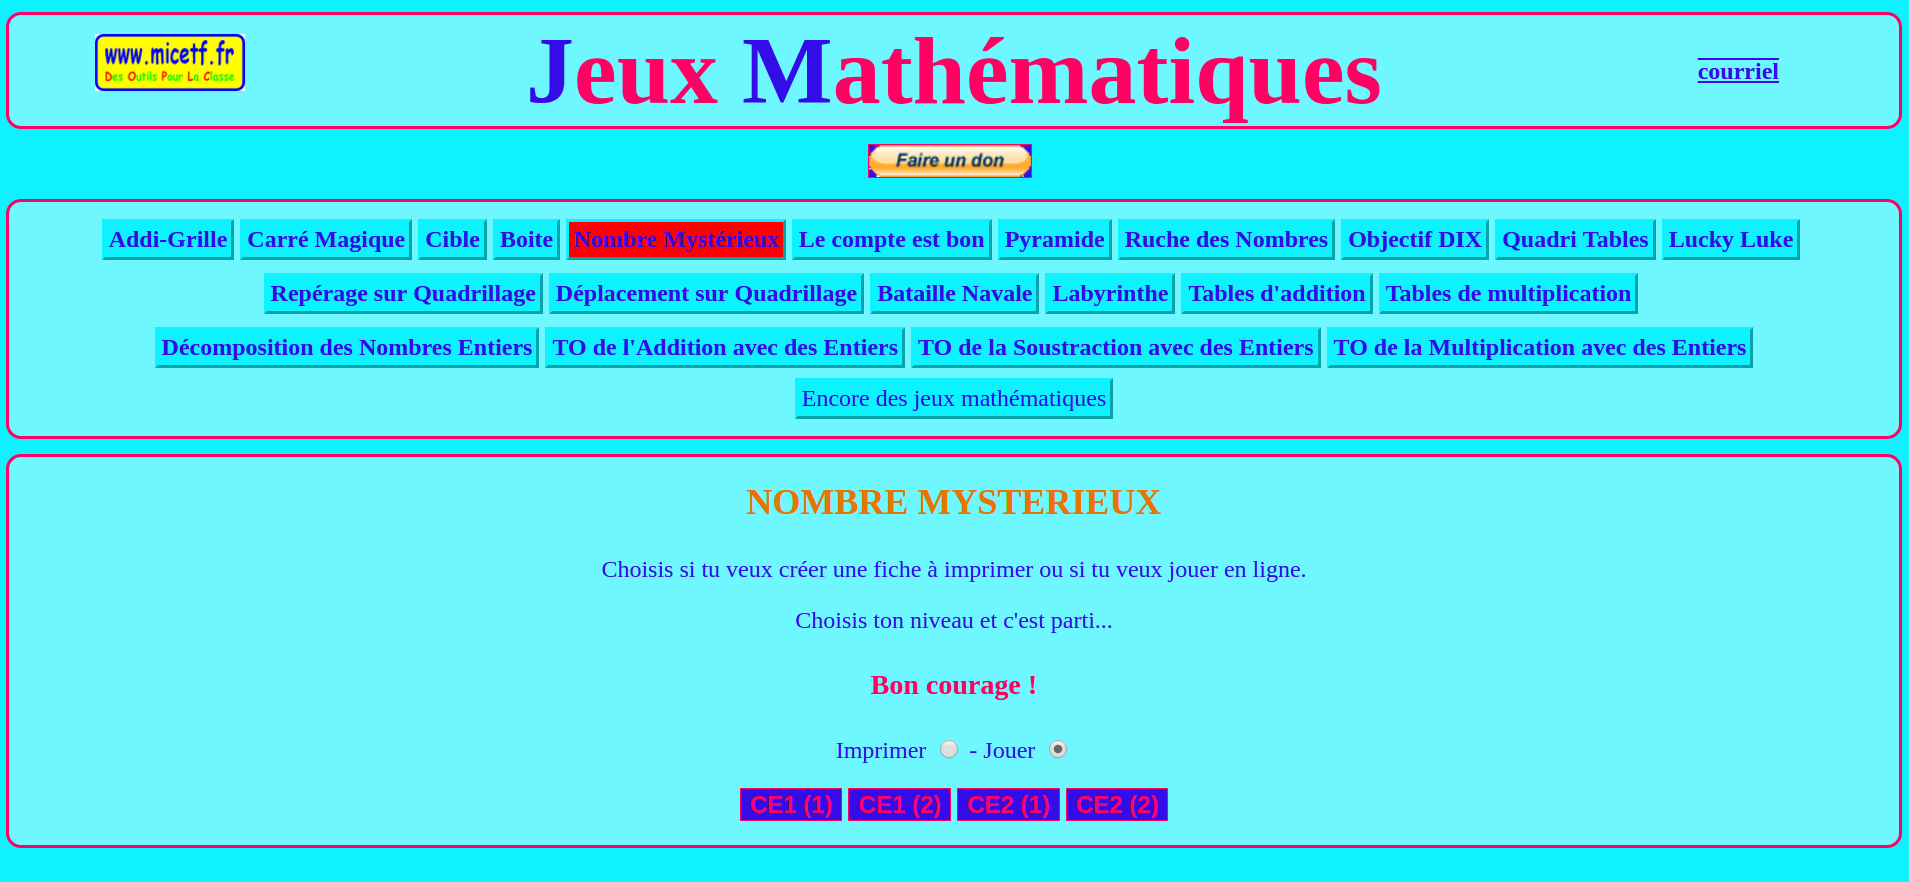 www.micetf.fr
Des Outils Pour La Classe
Jeux Mathématiques
courriel
Faire un don
Addi-Grille Carré Magique Cible Boite Nombre Mystérieux Le compte est bon Pyramide Ruche des Nombres Objectif DIX Quadri Tables Lucky Luke
Repérage sur Quadrillage Déplacement sur Quadrillage Bataille Navale Labyrinthe Tables d'addition Tables de multiplication
Décomposition des Nombres Entiers TO de l'Addition avec des Entiers TO de la Soustraction avec des Entiers TO de la Multiplication avec des Entiers
Encore des jeux mathématiques
NOMBRE MYSTERIEUX
Choisis si tu veux créer une fiche à imprimer ou si tu veux jouer en ligne.
Choisis ton niveau et c'est parti...
Bon courage !
Imprimer - Jouer
CE1 (1) CE1 (2) CE2 (1) CE2 (2)